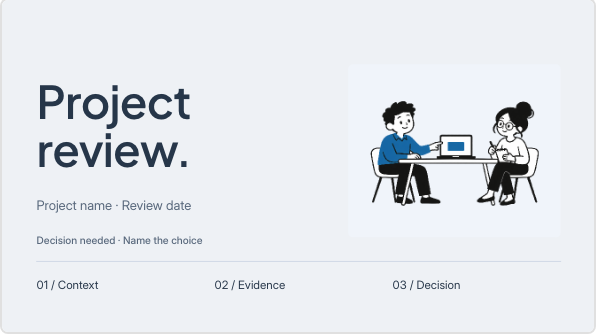 Project
review.
Project name · Review date
Decision needed · Name the choice
01 / Context
02 / Evidence
03 / Decision